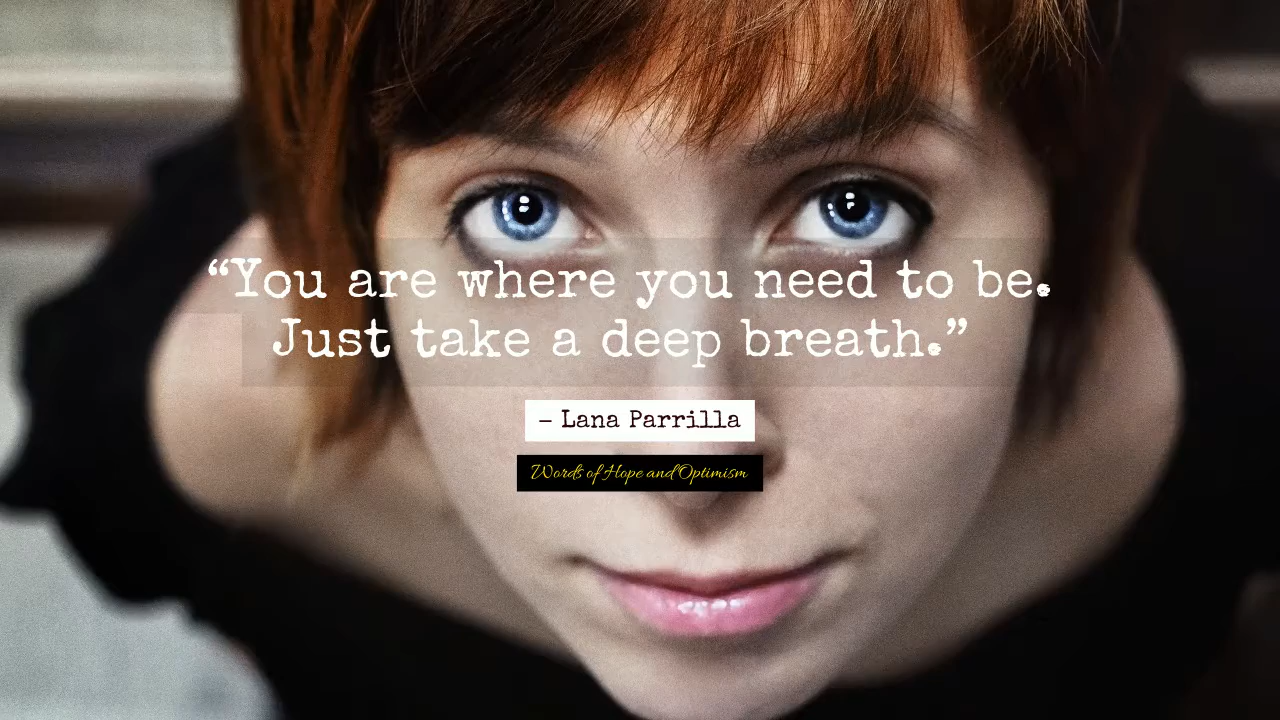 “You are where you need to be.
Just take a deep breath.”
– Lana Parrilla
Words of Hope and Optimism